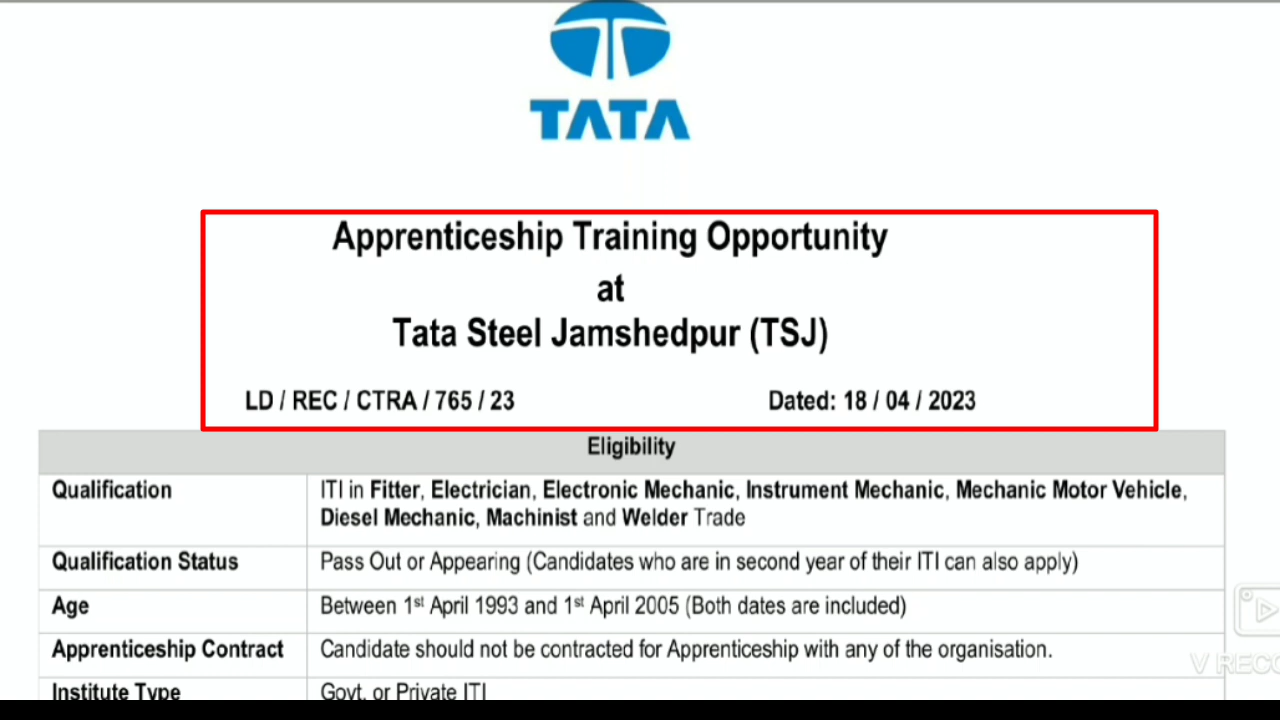 TATA
Apprenticeship Training Opportunity
at
Tata Steel Jamshedpur (TSJ)
LD / REC / CTRA / 765 / 23 Dated: 18 / 04 / 2023
Eligibility
Qualification ITI in Fitter, Electrician, Electronic Mechanic, Instrument Mechanic, Mechanic Motor Vehicle,
Diesel Mechanic, Machinist and Welder Trade
Qualification Status Pass Out or Appearing (Candidates who are in second year of their ITI can also apply)
Age Between 1st April 1993 and 1st April 2005 (Both dates are included)
Apprenticeship Contract Candidate should not be contracted for Apprenticeship with any of the organisation.
V RECO
Institute Type Govt. or Private ITI